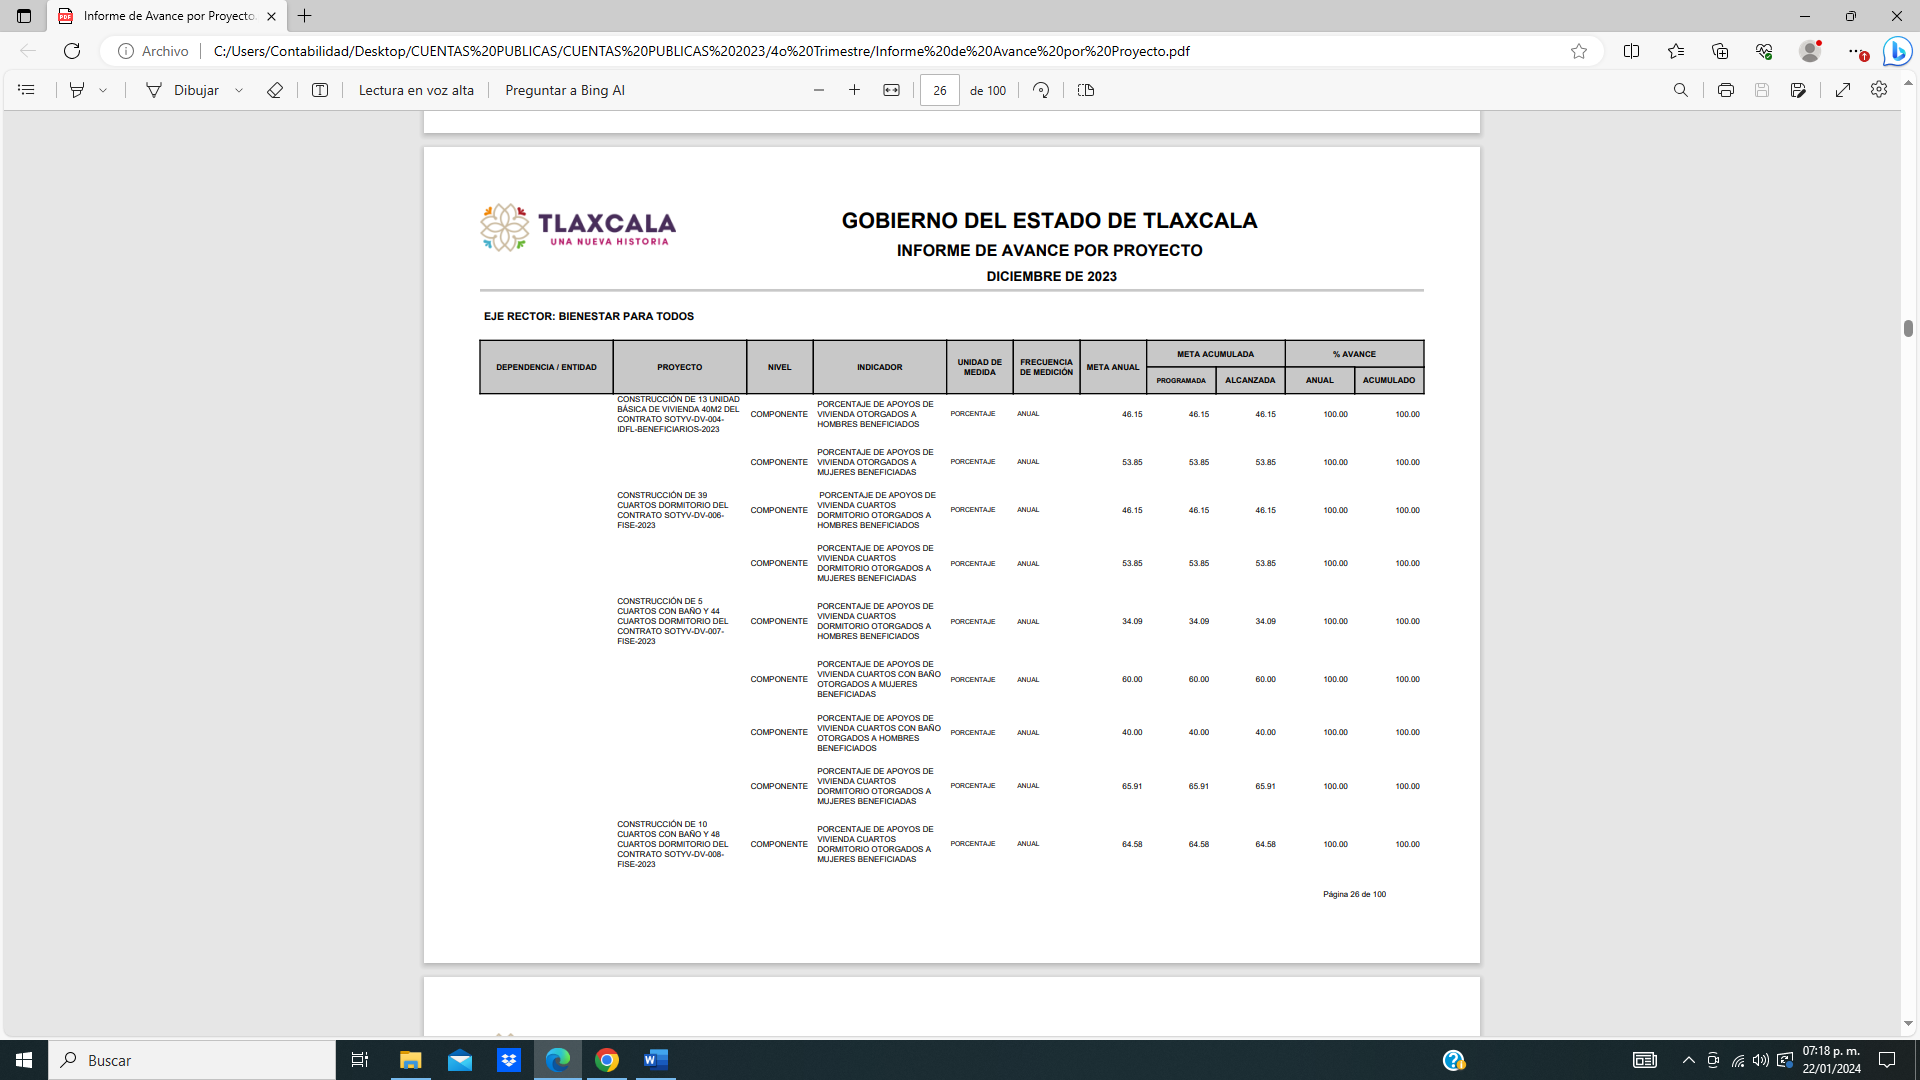 Informe de Avance por Proyecto.
Archivo
C:/Users/Contabilidad/Desktop/CUENTAS%20PUBLICAS/CUENTAS%20PUBLICAS%202023/4o%20Trimestre/Informe%20de%20Avance%20por%20Proyecto.pdf
Dibujar
Lectura en voz alta
Preguntar a Bing AI
26 de 100
TLAXCALA
UNA NUEVA HISTORIA
GOBIERNO DEL ESTADO DE TLAXCALA
INFORME DE AVANCE POR PROYECTO
DICIEMBRE DE 2023
EJE RECTOR: BIENESTAR PARA TODOS
DEPENDENCIA / ENTIDAD
PROYECTO
NIVEL
INDICADOR
UNIDAD DE
MEDIDA
FRECUENCIA
DE MEDICIÓN
META ANUAL
META ACUMULADA
PROGRAMADA
ALCANZADA
% AVANCE
ANUAL
ACUMULADO
CONSTRUCCIÓN DE 13 UNIDAD
BÁSICA DE VIVIENDA 40M2 DEL
CONTRATO SOTYV-DV-004-
IDFL-BENEFICIARIOS-2023
COMPONENTE
PORCENTAJE DE APOYOS DE
VIVIENDA OTORGADOS A
HOMBRES BENEFICIADOS
PORCENTAJE ANUAL 46.15 46.15 46.15 100.00 100.00
COMPONENTE
PORCENTAJE DE APOYOS DE
VIVIENDA OTORGADOS A
MUJERES BENEFICIADAS
PORCENTAJE ANUAL 53.85 53.85 53.85 100.00 100.00
CONSTRUCCIÓN DE 39
CUARTOS DORMITORIO DEL
CONTRATO SOTYV-DV-006-
FISE-2023
COMPONENTE
PORCENTAJE DE APOYOS DE
VIVIENDA CUARTOS
DORMITORIO OTORGADOS A
HOMBRES BENEFICIADOS
PORCENTAJE ANUAL 46.15 46.15 46.15 100.00 100.00
COMPONENTE
PORCENTAJE DE APOYOS DE
VIVIENDA CUARTOS
DORMITORIO OTORGADOS A
MUJERES BENEFICIADAS
PORCENTAJE ANUAL 53.85 53.85 53.85 100.00 100.00
CONSTRUCCIÓN DE 5
CUARTOS CON BAÑO Y 44
CUARTOS DORMITORIO DEL
CONTRATO SOTYV-DV-007-
FISE-2023
COMPONENTE
PORCENTAJE DE APOYOS DE
VIVIENDA CUARTOS
DORMITORIO OTORGADOS A
HOMBRES BENEFICIADOS
PORCENTAJE ANUAL 34.09 34.09 34.09 100.00 100.00
COMPONENTE
PORCENTAJE DE APOYOS DE
VIVIENDA CUARTOS CON BAÑO
OTORGADOS A MUJERES
BENEFICIADAS
PORCENTAJE ANUAL 60.00 60.00 60.00 100.00 100.00
COMPONENTE
PORCENTAJE DE APOYOS DE
VIVIENDA CUARTOS CON BAÑO
OTORGADOS A HOMBRES
BENEFICIADOS
PORCENTAJE ANUAL 40.00 40.00 40.00 100.00 100.00
COMPONENTE
PORCENTAJE DE APOYOS DE
VIVIENDA CUARTOS
DORMITORIO OTORGADOS A
MUJERES BENEFICIADAS
PORCENTAJE ANUAL 65.91 65.91 65.91 100.00 100.00
CONSTRUCCIÓN DE 10
CUARTOS CON BAÑO Y 48
CUARTOS DORMITORIO DEL
CONTRATO SOTYV-DV-008-
FISE-2023
COMPONENTE
PORCENTAJE DE APOYOS DE
VIVIENDA CUARTOS
DORMITORIO OTORGADOS A
MUJERES BENEFICIADAS
PORCENTAJE ANUAL 64.58 64.58 64.58 100.00 100.00
Página 26 de 100
Buscar
07:18 p. m.
22/01/2024